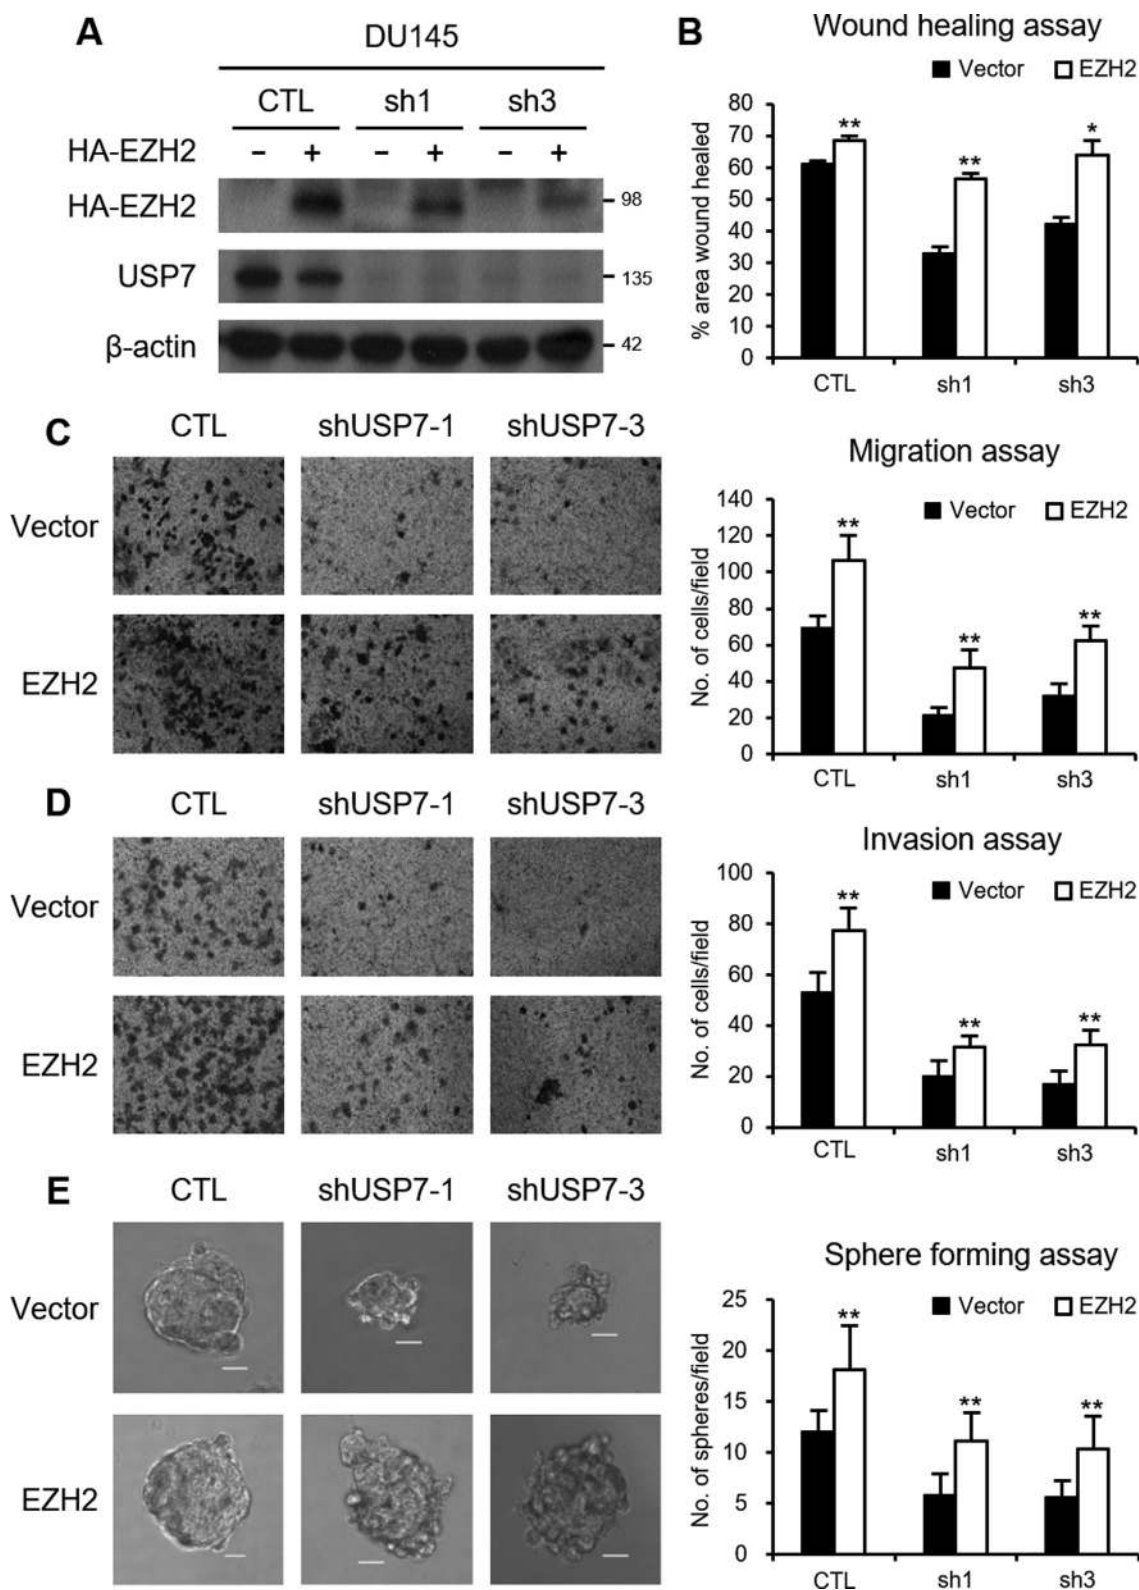 A
DU145
CTL sh1 sh3
HA-EZH2 – + – + – +
HA-EZH2 98
USP7 135
β-actin 42
B
Wound healing assay
Vector EZH2
% area wound healed
80
70
60
50
40
30
20
10
0
** ** *
CTL sh1 sh3
C
CTL shUSP7-1 shUSP7-3
Vector
EZH2
Migration assay
Vector EZH2
No. of cells/field
140
120
100
80
60
40
20
0
** ** **
CTL sh1 sh3
D
CTL shUSP7-1 shUSP7-3
Vector
EZH2
Invasion assay
Vector EZH2
No. of cells/field
100
80
60
40
20
0
** ** **
CTL sh1 sh3
E
CTL shUSP7-1 shUSP7-3
Vector
EZH2
Sphere forming assay
Vector EZH2
No. of spheres/field
25
20
15
10
5
0
** ** **
CTL sh1 sh3